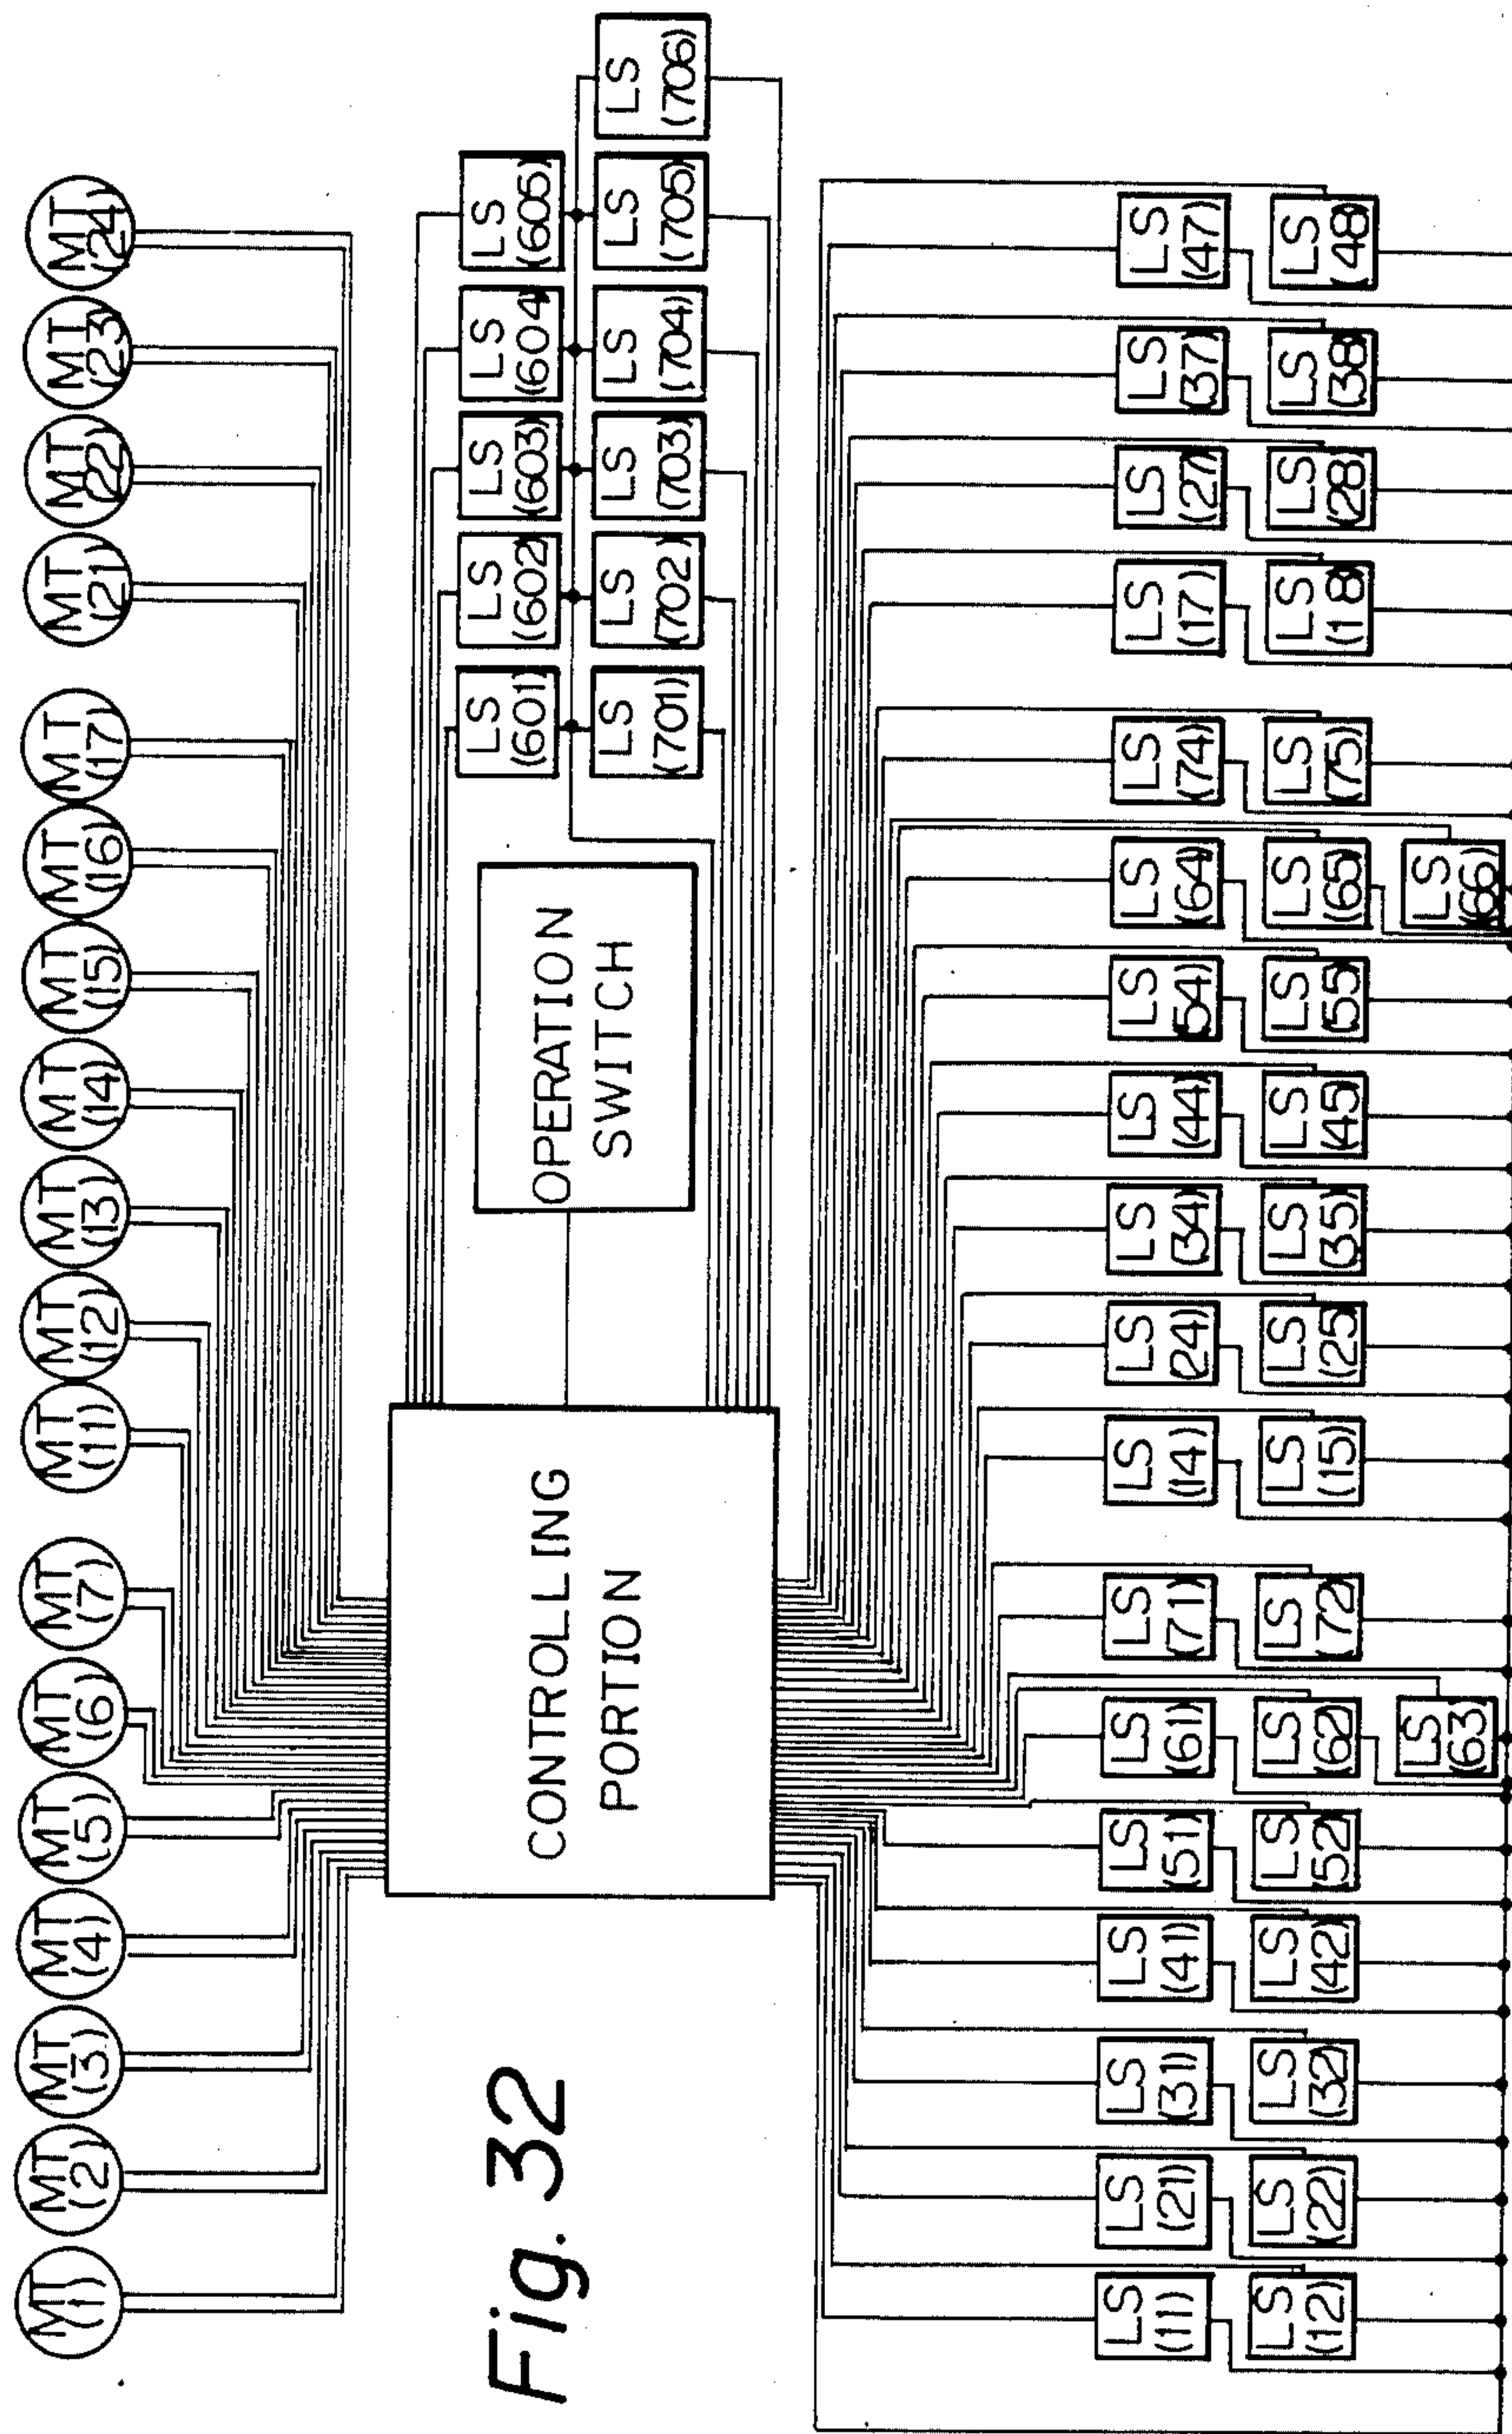 MT
(1)
MT
(2)
MT
(3)
MT
(4)
MT
(5)
MT
(6)
MT
(7)
MT
(11)
MT
(12)
MT
(13)
MT
(14)
MT
(15)
MT
(16)
MT
(17)
MT
(21)
MT
(22)
MT
(23)
MT
(24)
Fig. 32
CONTROLLING
PORTION
OPERATION
SWITCH
LS
(601)
LS
(602)
LS
(603)
LS
(604)
LS
(605)
LS
(701)
LS
(702)
LS
(703)
LS
(704)
LS
(705)
LS
(706)
LS
(11)
LS
(21)
LS
(31)
LS
(41)
LS
(51)
LS
(61)
LS
(71)
LS
(14)
LS
(24)
LS
(34)
LS
(44)
LS
(54)
LS
(64)
LS
(74)
LS
(17)
LS
(27)
LS
(37)
LS
(47)
LS
(12)
LS
(22)
LS
(32)
LS
(42)
LS
(52)
LS
(62)
LS
(72)
LS
(15)
LS
(25)
LS
(35)
LS
(45)
LS
(55)
LS
(65)
LS
(75)
LS
(18)
LS
(28)
LS
(38)
LS
(48)
LS
(63)
LS
(66)